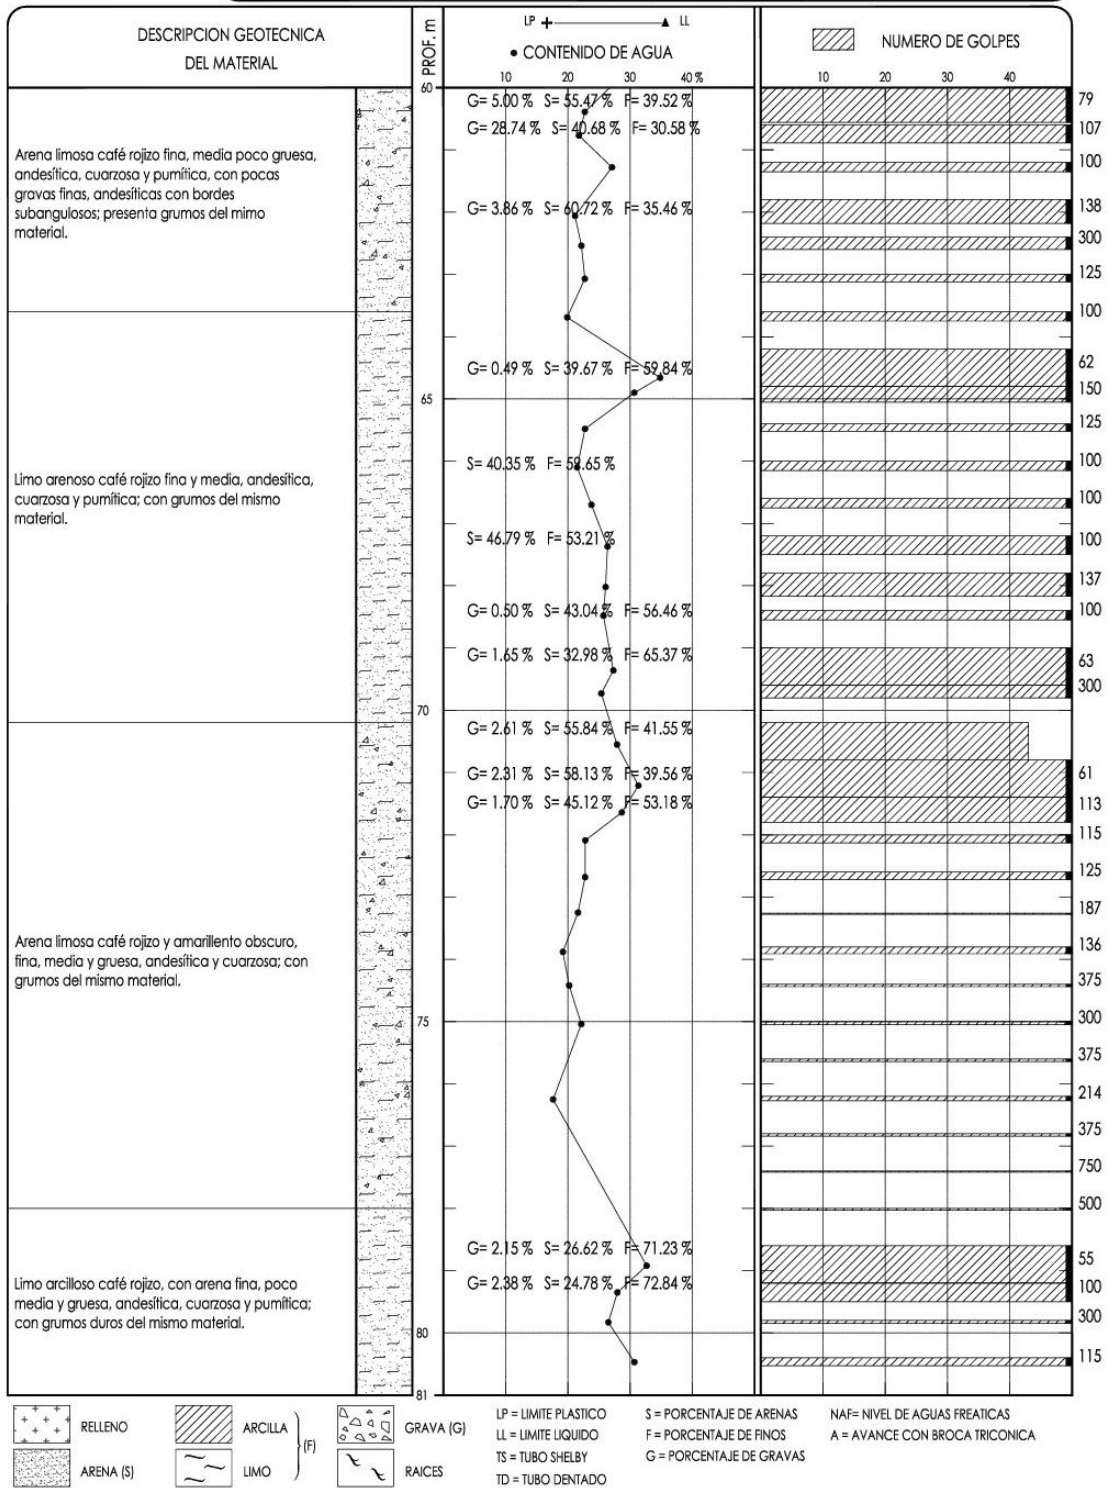 DESCRIPCION GEOTECNICA
DEL MATERIAL
PROF. m
LP LL
CONTENIDO DE AGUA
10 20 30 40 %
NUMERO DE GOLPES
10 20 30 40
60
G= 5.00 % S= 55.47 % F= 39.52 %
79
G= 28.74 % S= 40.68 % F= 30.58 %
107
Arena limosa café rojizo fina, media poco gruesa,
andesítica, cuarzosa y pumítica, con pocas
gravas finas, andesíticas con bordes
subangulosos; presenta grumos del mimo
material.
100
G= 3.86 % S= 60.72 % F= 35.46 %
138
300
125
100
G= 0.49 % S= 39.67 % F= 59.84 %
62
150
65
125
S= 40.35 % F= 59.65 %
100
Limo arenoso café rojizo fina y media, andesítica,
cuarzosa y pumítica; con grumos del mismo
material.
100
S= 46.79 % F= 53.21 %
100
137
G= 0.50 % S= 43.04 % F= 56.46 %
100
G= 1.65 % S= 32.98 % F= 65.37 %
63
300
70
G= 2.61 % S= 55.84 % F= 41.55 %
G= 2.31 % S= 58.13 % F= 39.56 %
61
G= 1.70 % S= 45.12 % F= 53.18 %
113
115
125
187
Arena limosa café rojizo y amarillento obscuro,
fina, media y gruesa, andesítica y cuarzosa; con
grumos del mismo material.
136
375
75
300
375
214
375
750
500
G= 2.15 % S= 26.62 % F= 71.23 %
55
G= 2.38 % S= 24.78 % F= 72.84 %
100
Limo arcilloso café rojizo, con arena fina, poco
media y gruesa, andesítica, cuarzosa y pumítica;
con grumos duros del mismo material.
300
80
115
81
RELLENO
ARENA (S)
ARCILLA
LIMO
(F)
GRAVA (G)
RAICES
LP = LIMITE PLASTICO
LL = LIMITE LIQUIDO
TS = TUBO SHELBY
TD = TUBO DENTADO
S = PORCENTAJE DE ARENAS
F = PORCENTAJE DE FINOS
G = PORCENTAJE DE GRAVAS
NAF= NIVEL DE AGUAS FREATICAS
A = AVANCE CON BROCA TRICONICA